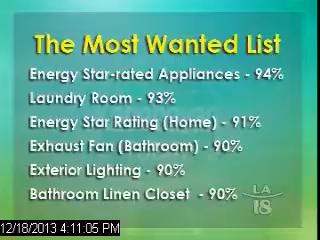 The Most Wanted List
Energy Star-rated Appliances - 94%
Laundry Room - 93%
Energy Star Rating (Home) - 91%
Exhaust Fan (Bathroom) - 90%
Exterior Lighting - 90%
Bathroom Linen Closet - 90%
LA
18
12/18/2013 4:11:05 PM